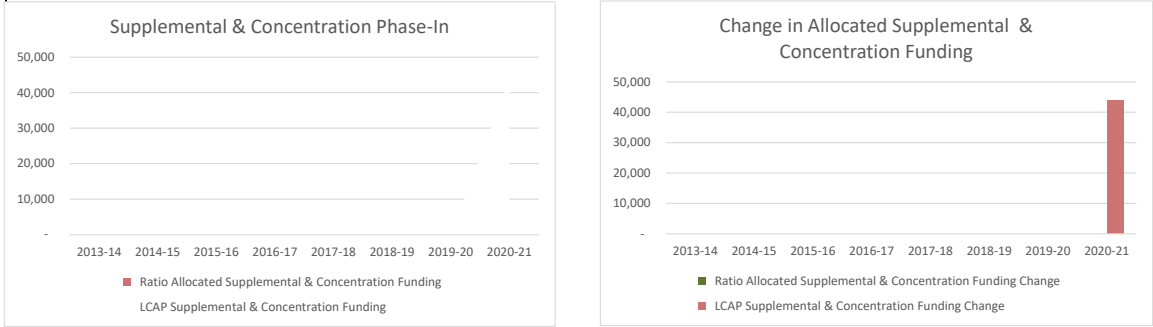 Supplemental & Concentration Phase-In
50,000
40,000
30,000
20,000
10,000
-
2013-14 2014-15 2015-16 2016-17 2017-18 2018-19 2019-20 2020-21
Ratio Allocated Supplemental & Concentration Funding
LCAP Supplemental & Concentration Funding
Change in Allocated Supplemental &
Concentration Funding
50,000
40,000
30,000
20,000
10,000
-
2013-14 2014-15 2015-16 2016-17 2017-18 2018-19 2019-20 2020-21
Ratio Allocated Supplemental & Concentration Funding Change
LCAP Supplemental & Concentration Funding Change